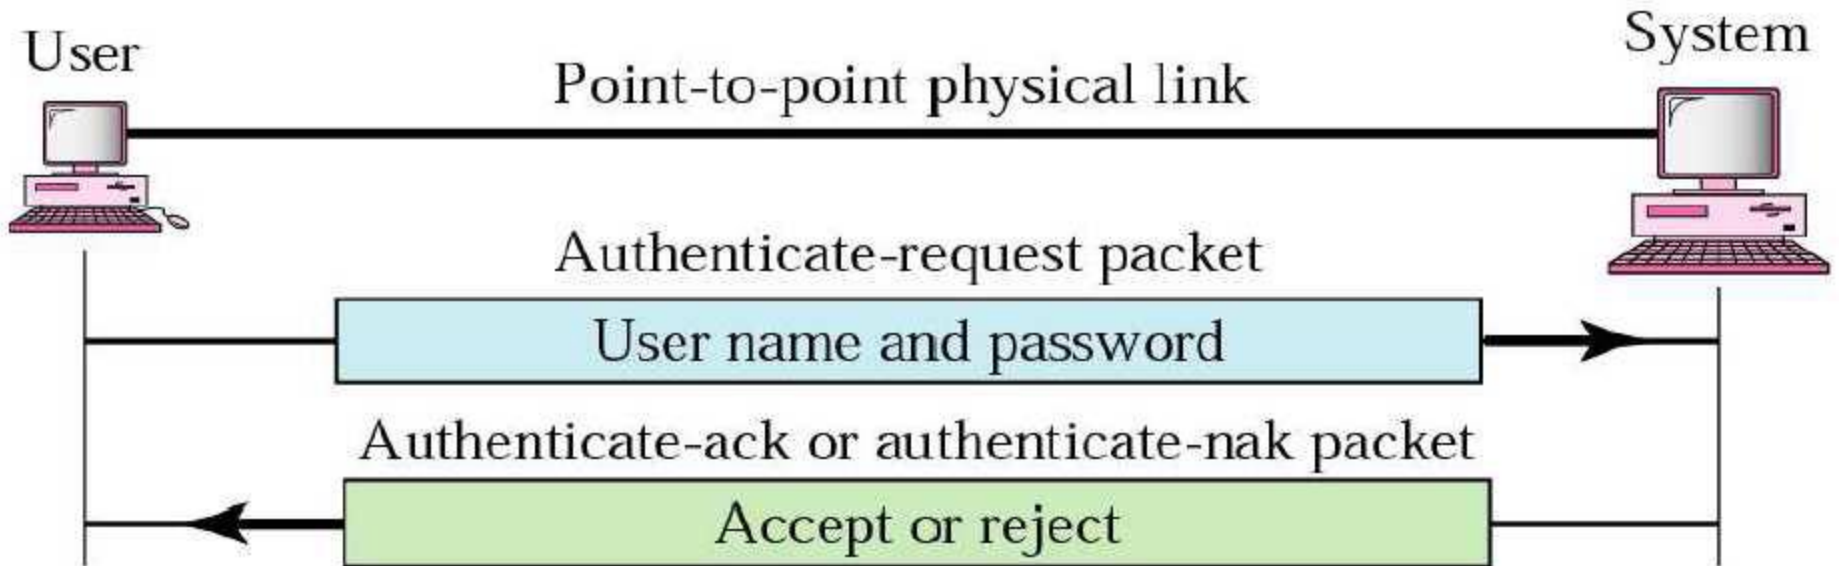 User
System
Point-to-point physical link
Authenticate-request packet
User name and password
Authenticate-ack or authenticate-nak packet
Accept or reject